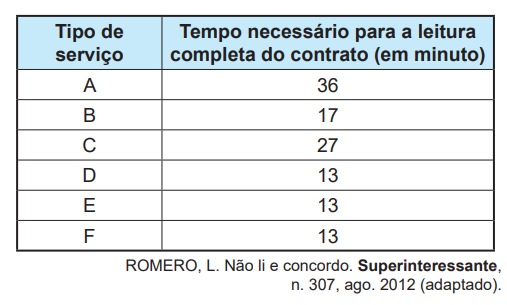 Tipo de serviço
Tempo necessário para a leitura completa do contrato (em minuto)
A 36
B 17
C 27
D 13
E 13
F 13
ROMERO, L. Não li e concordo. Superinteressante,
n. 307, ago. 2012 (adaptado).